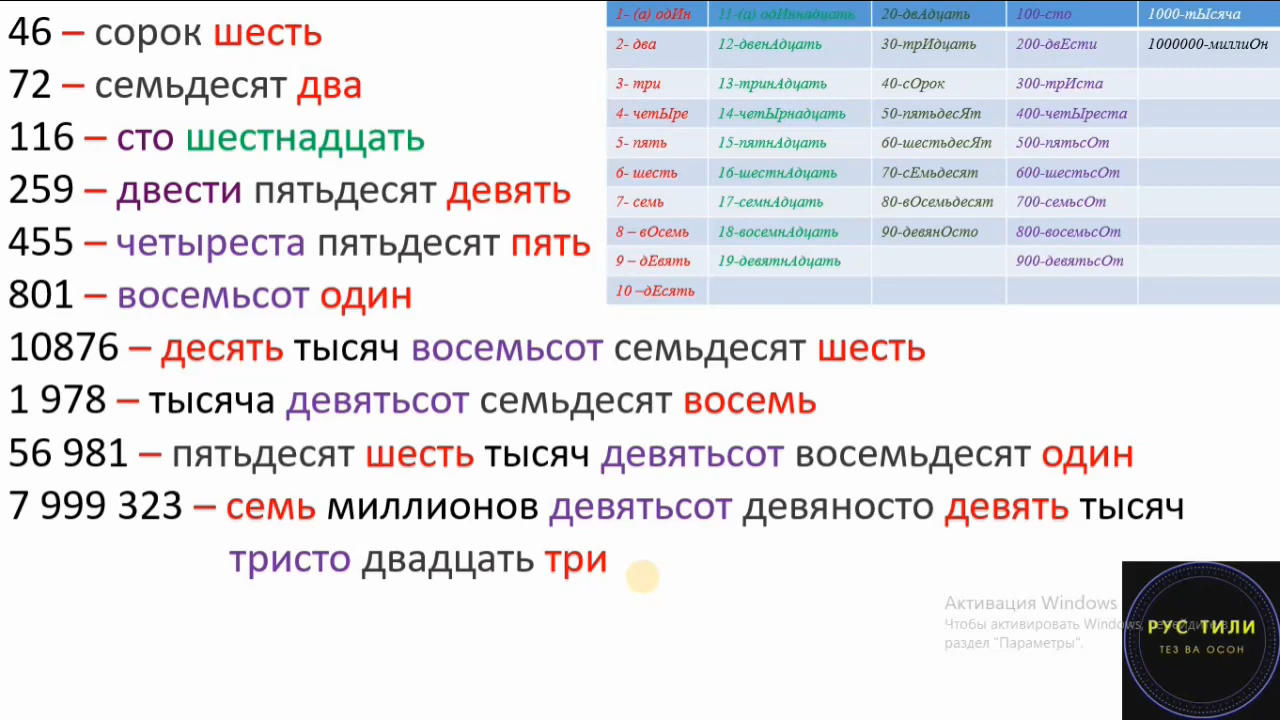 46 – сорок шесть
72 – семьдесят два
116 – сто шестнадцать
259 – двести пятьдесят девять
455 – четыреста пятьдесят пять
801 – восемьсот один
10876 – десять тысяч восемьсот семьдесят шесть
1 978 – тысяча девятьсот семьдесят восемь
56 981 – пятьдесят шесть тысяч девятьсот восемьдесят один
7 999 323 – семь миллионов девятьсот девяносто девять тысяч
тристо двадцать три
1- (а) одИн 11-(а) одИннадцать 20-двАдцать 100-сто 1000-тЫсяча
2- два 12-двенАдцать 30-трИдцать 200-двЕсти 1000000-миллиОн
3- три 13-тринАдцать 40-сОрок 300-трИста
4- четЫре 14-четЫрнадцать 50-пятьдесЯт 400-четЫреста
5- пять 15-пятнАдцать 60-шестьдесЯт 500-пятьсОт
6- шесть 16-шестнАдцать 70-сЕмьдесят 600-шестьсОт
7- семь 17-семнАдцать 80-вОсемьдесят 700-семьсОт
8 – вОсемь 18-восемнАдцать 90-девянОсто 800-восемьсОт
9 – дЕвять 19-девятнАдцать 900-девятьсОт
10 –дЕсять
Активация Windows
Чтобы активировать Windows, перейдите в
раздел "Параметры".
РУС ТИЛИ
ТЕЗ ВА ОСОН